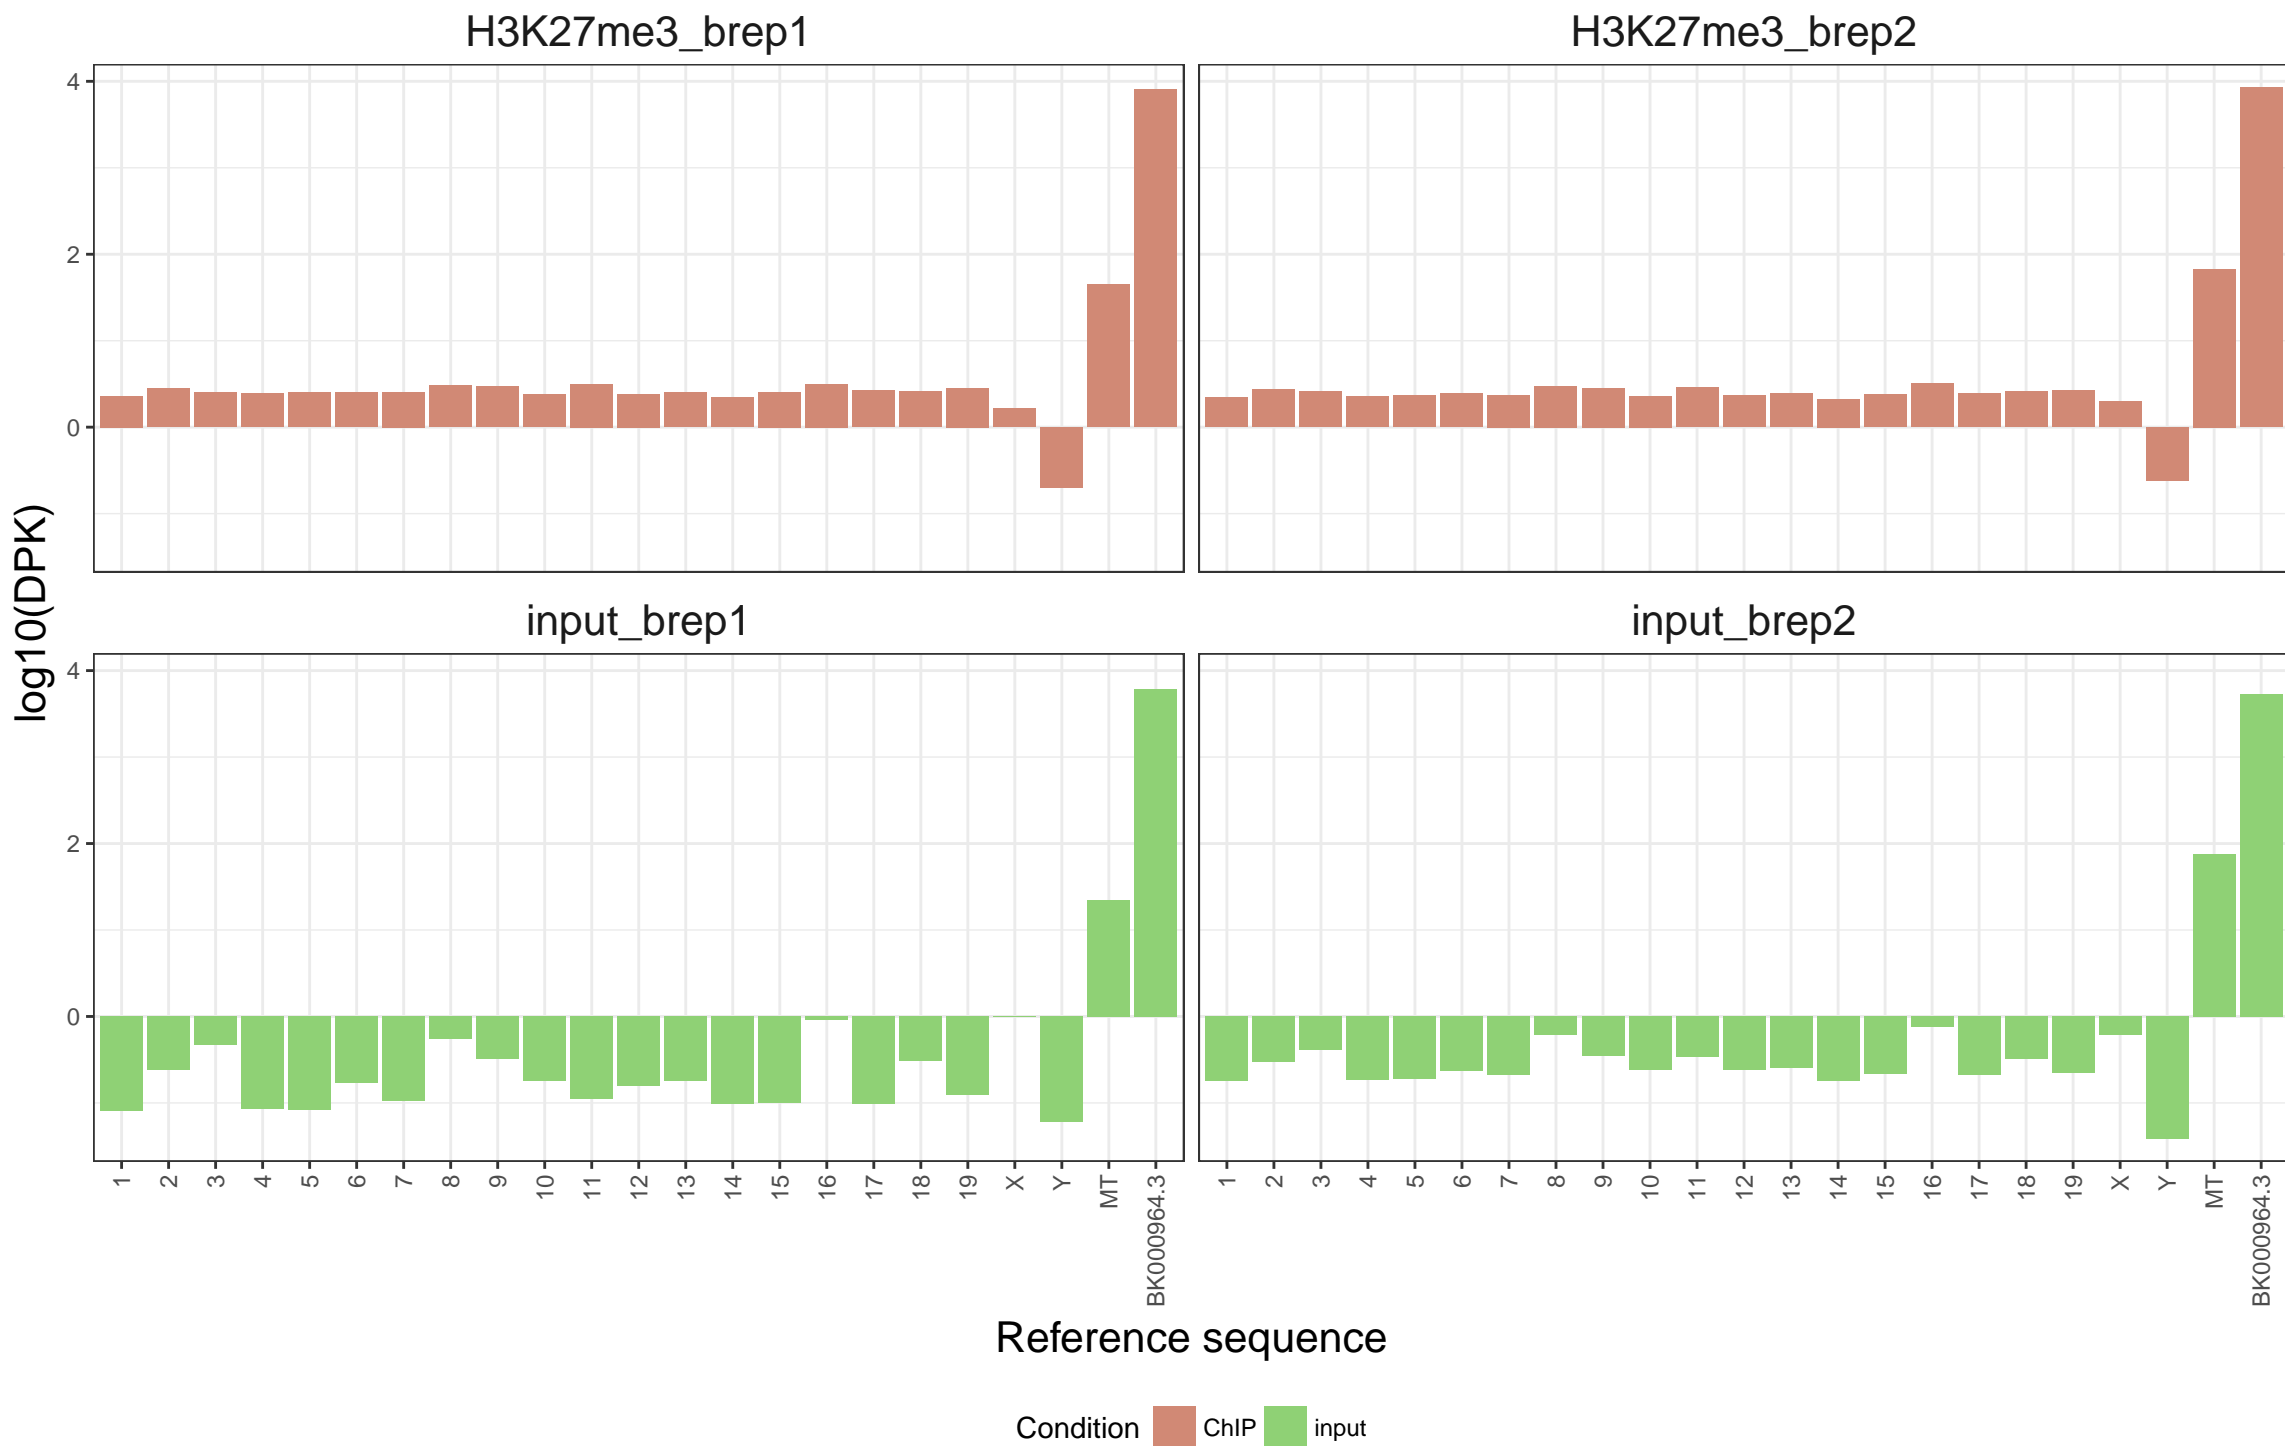 H3K27me3_brep1
H3K27me3_brep2
4
2
0
log10(DPK)
input_brep1
input_brep2
4
2
0
1 2 3 4 5 6 7 8 9 10 11 12 13 14 15 16 17 18 19 X Y MT BK000964.3
1 2 3 4 5 6 7 8 9 10 11 12 13 14 15 16 17 18 19 X Y MT BK000964.3
Reference sequence
Condition ChIP input